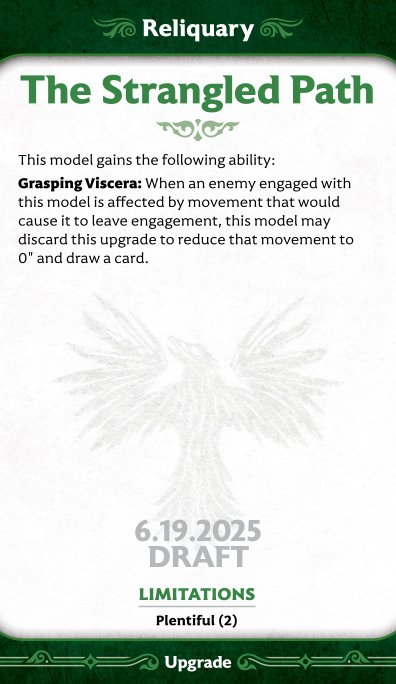 Reliquary
The Strangled Path
This model gains the following ability:
Grasping Viscera: When an enemy engaged with
this model is affected by movement that would
cause it to leave engagement, this model may
discard this upgrade to reduce that movement to
0" and draw a card.
6.19.2025
DRAFT
LIMITATIONS
Plentiful (2)
Upgrade